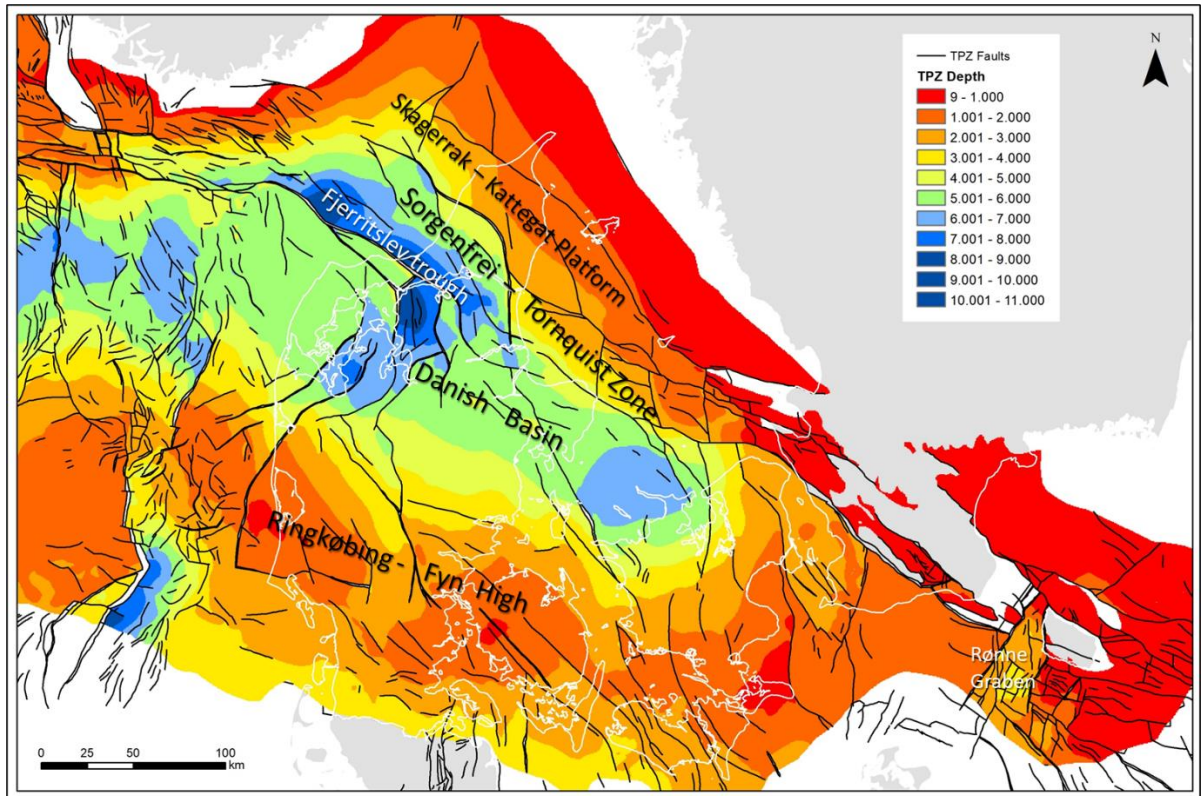 N
TPZ Faults
TPZ Depth
9 - 1.000
1.001 - 2.000
2.001 - 3.000
3.001 - 4.000
4.001 - 5.000
5.001 - 6.000
6.001 - 7.000
7.001 - 8.000
8.001 - 9.000
9.001 - 10.000
10.001 - 11.000
Skagerrak – Kattegat Platform
Fjerritslev trough
Sorgenfrei - Tornquist Zone
Danish Basin
Ringkøbing - Fyn High
Rønne
Graben
0 25 50 100
km